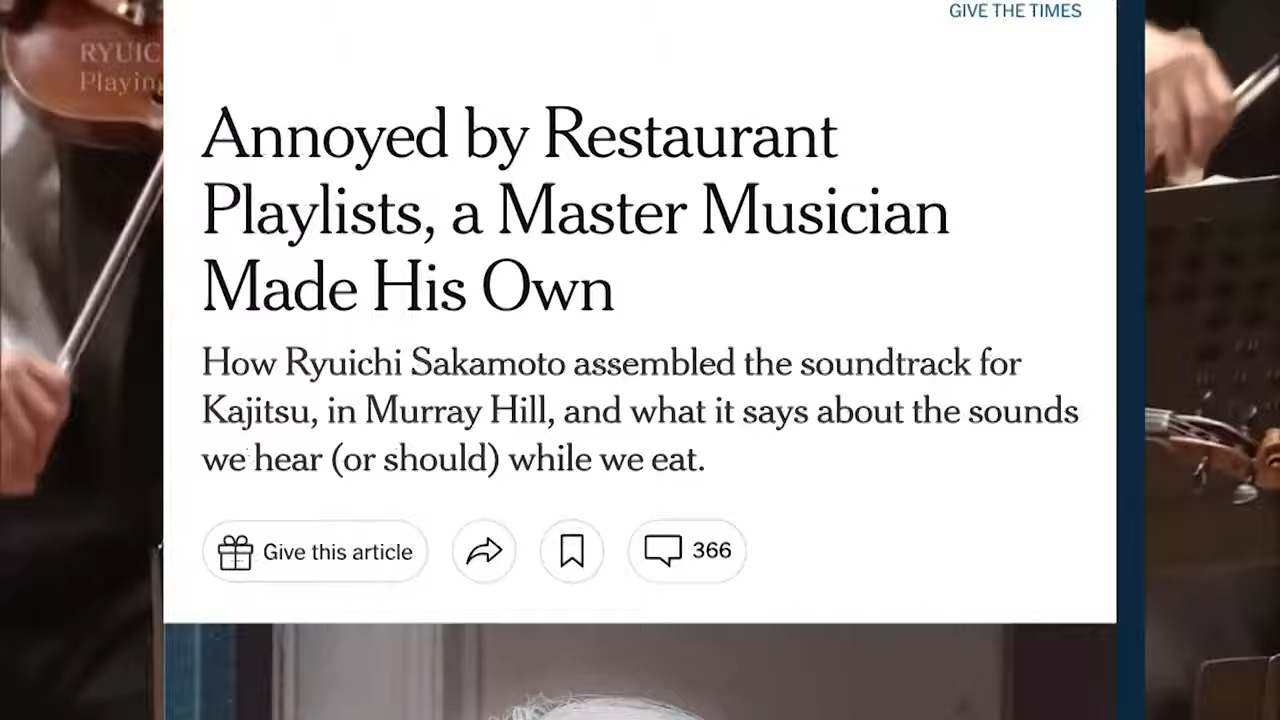 GIVE THE TIMES
RYUIC
Playing
Annoyed by Restaurant
Playlists, a Master Musician
Made His Own
How Ryuichi Sakamoto assembled the soundtrack for
Kajitsu, in Murray Hill, and what it says about the sounds
we hear (or should) while we eat.
Give this article
366